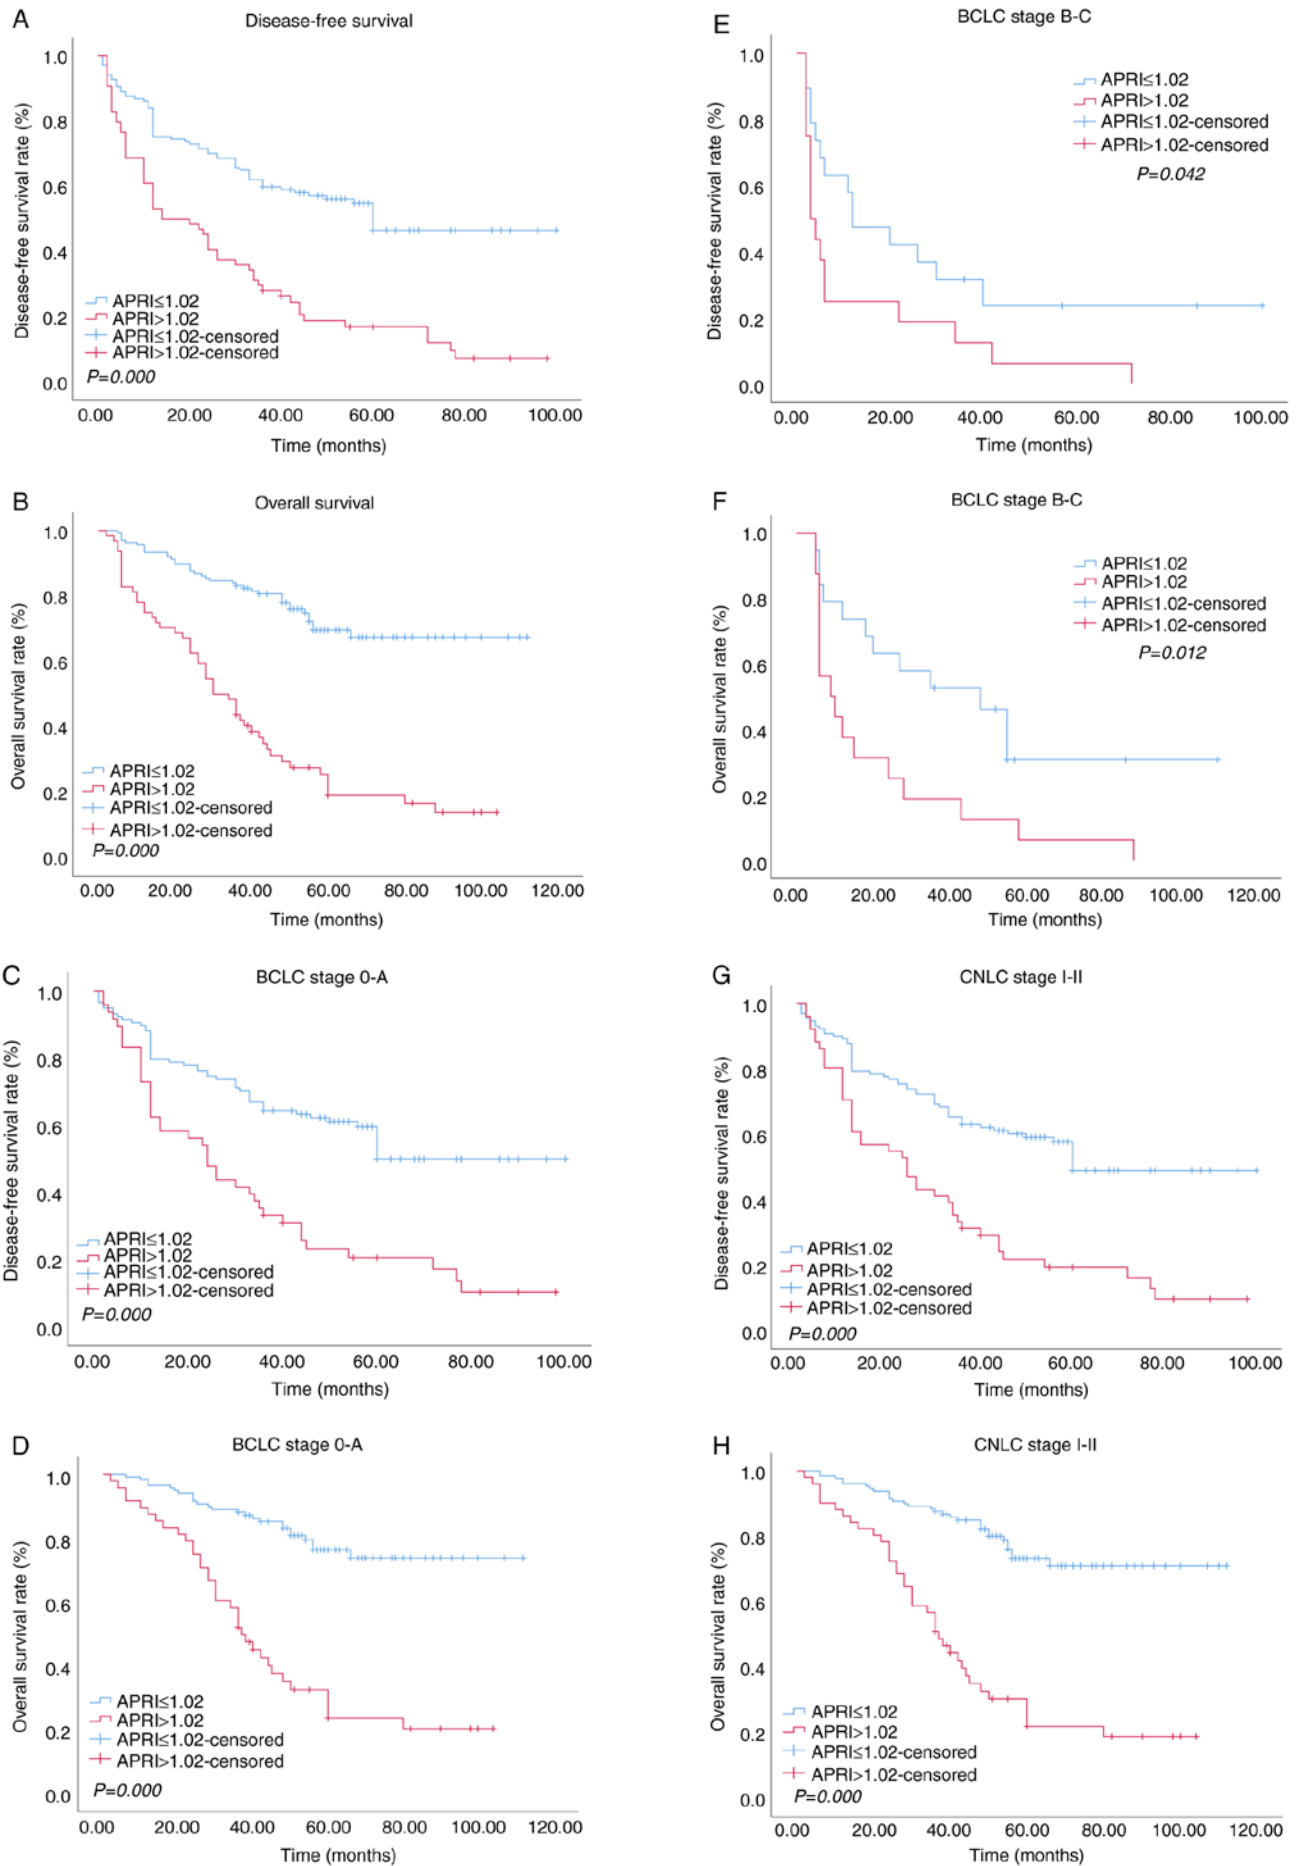 A
Disease-free survival
Disease-free survival rate (%)
1.0
0.8
0.6
0.4
0.2
0.0
APRI≤1.02
APRI>1.02
APRI≤1.02-censored
APRI>1.02-censored
P=0.000
0.00 20.00 40.00 60.00 80.00 100.00
Time (months)
B
Overall survival
Overall survival rate (%)
1.0
0.8
0.6
0.4
0.2
0.0
APRI≤1.02
APRI>1.02
APRI≤1.02-censored
APRI>1.02-censored
P=0.000
0.00 20.00 40.00 60.00 80.00 100.00 120.00
Time (months)
C
BCLC stage 0-A
Disease-free survival rate (%)
1.0
0.8
0.6
0.4
0.2
0.0
APRI≤1.02
APRI>1.02
APRI≤1.02-censored
APRI>1.02-censored
P=0.000
0.00 20.00 40.00 60.00 80.00 100.00
Time (months)
D
BCLC stage 0-A
Overall survival rate (%)
1.0
0.8
0.6
0.4
0.2
0.0
APRI≤1.02
APRI>1.02
APRI≤1.02-censored
APRI>1.02-censored
P=0.000
0.00 20.00 40.00 60.00 80.00 100.00 120.00
Time (months)
E
BCLC stage B-C
Disease-free survival rate (%)
1.0
0.8
0.6
0.4
0.2
0.0
APRI≤1.02
APRI>1.02
APRI≤1.02-censored
APRI>1.02-censored
P=0.042
0.00 20.00 40.00 60.00 80.00 100.00
Time (months)
F
BCLC stage B-C
Overall survival rate (%)
1.0
0.8
0.6
0.4
0.2
0.0
APRI≤1.02
APRI>1.02
APRI≤1.02-censored
APRI>1.02-censored
P=0.012
0.00 20.00 40.00 60.00 80.00 100.00 120.00
Time (months)
G
CNLC stage I-II
Disease-free survival rate (%)
1.0
0.8
0.6
0.4
0.2
0.0
APRI≤1.02
APRI>1.02
APRI≤1.02-censored
APRI>1.02-censored
P=0.000
0.00 20.00 40.00 60.00 80.00 100.00
Time (months)
H
CNLC stage I-II
Overall survival rate (%)
1.0
0.8
0.6
0.4
0.2
0.0
APRI≤1.02
APRI>1.02
APRI≤1.02-censored
APRI>1.02-censored
P=0.000
0.00 20.00 40.00 60.00 80.00 100.00 120.00
Time (months)